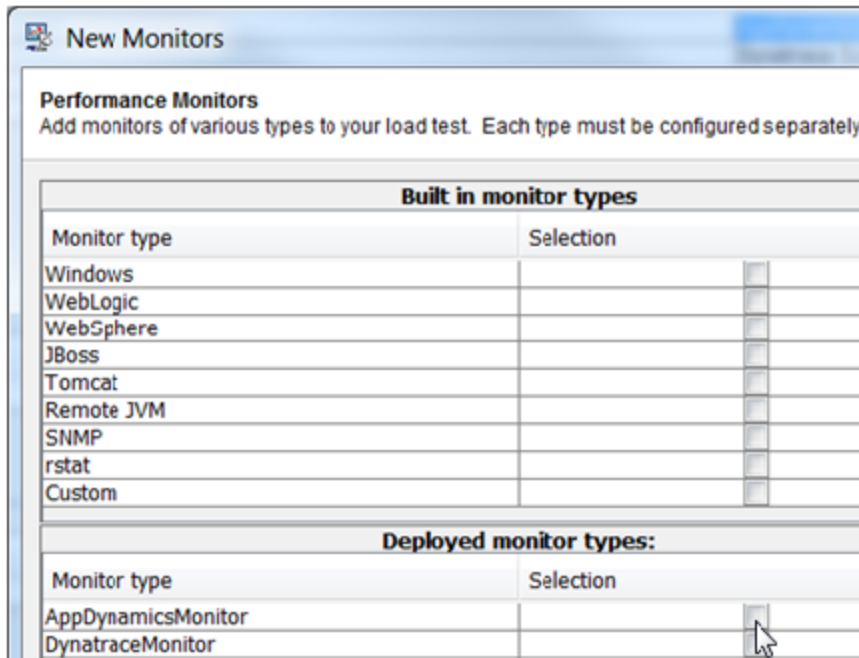 New Monitors
Performance Monitors
Add monitors of various types to your load test. Each type must be configured separately
Built in monitor types
Monitor type Selection
Windows
WebLogic
WebSphere
JBoss
Tomcat
Remote JVM
SNMP
rstat
Custom
Deployed monitor types:
Monitor type Selection
AppDynamicsMonitor
DynatraceMonitor